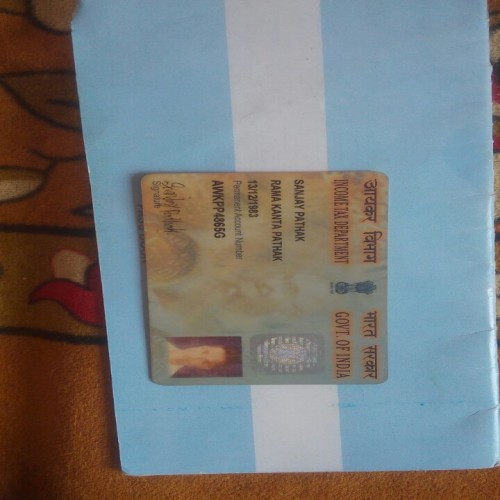 आयकर विभाग भारत सरकार
INCOME TAX DEPARTMENT GOVT. OF INDIA
SANJAY PATHAK
RAMA KANTA PATHAK
13/12/1983
Permanent Account Number
AWKPP4865G
Signature